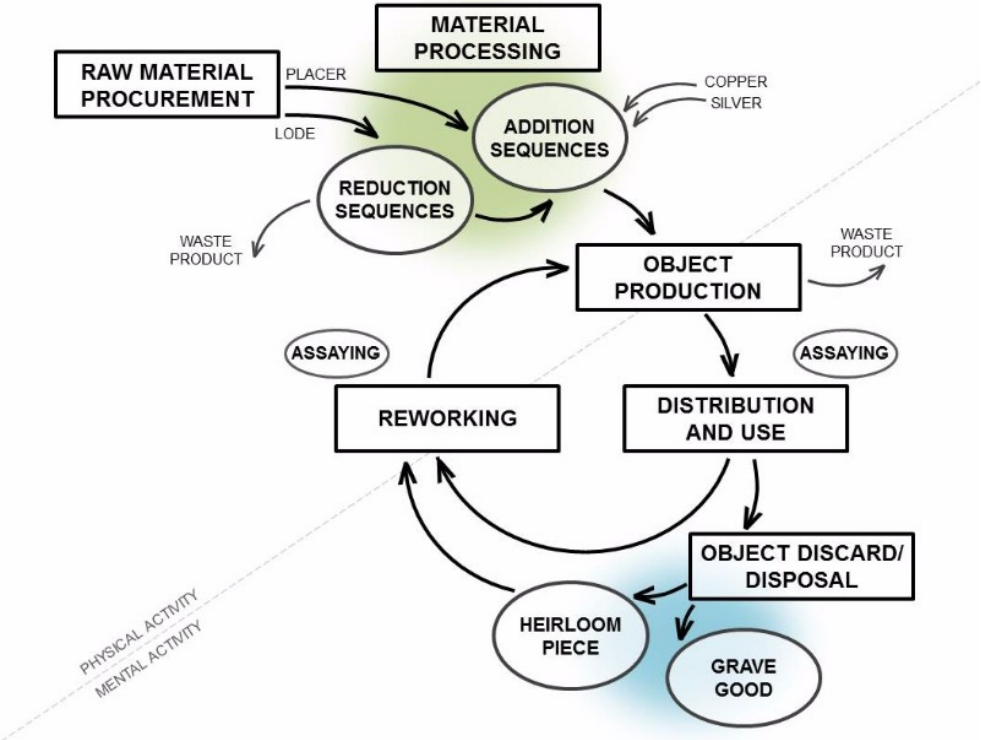 MATERIAL
PROCESSING
RAW MATERIAL
PROCUREMENT
PLACER
LODE
COPPER
SILVER
ADDITION
SEQUENCES
REDUCTION
SEQUENCES
WASTE
PRODUCT
WASTE
PRODUCT
OBJECT
PRODUCTION
ASSAYING
ASSAYING
REWORKING
DISTRIBUTION
AND USE
OBJECT DISCARD/
DISPOSAL
HEIRLOOM
PIECE
GRAVE
GOOD
PHYSICAL ACTIVITY
MENTAL ACTIVITY